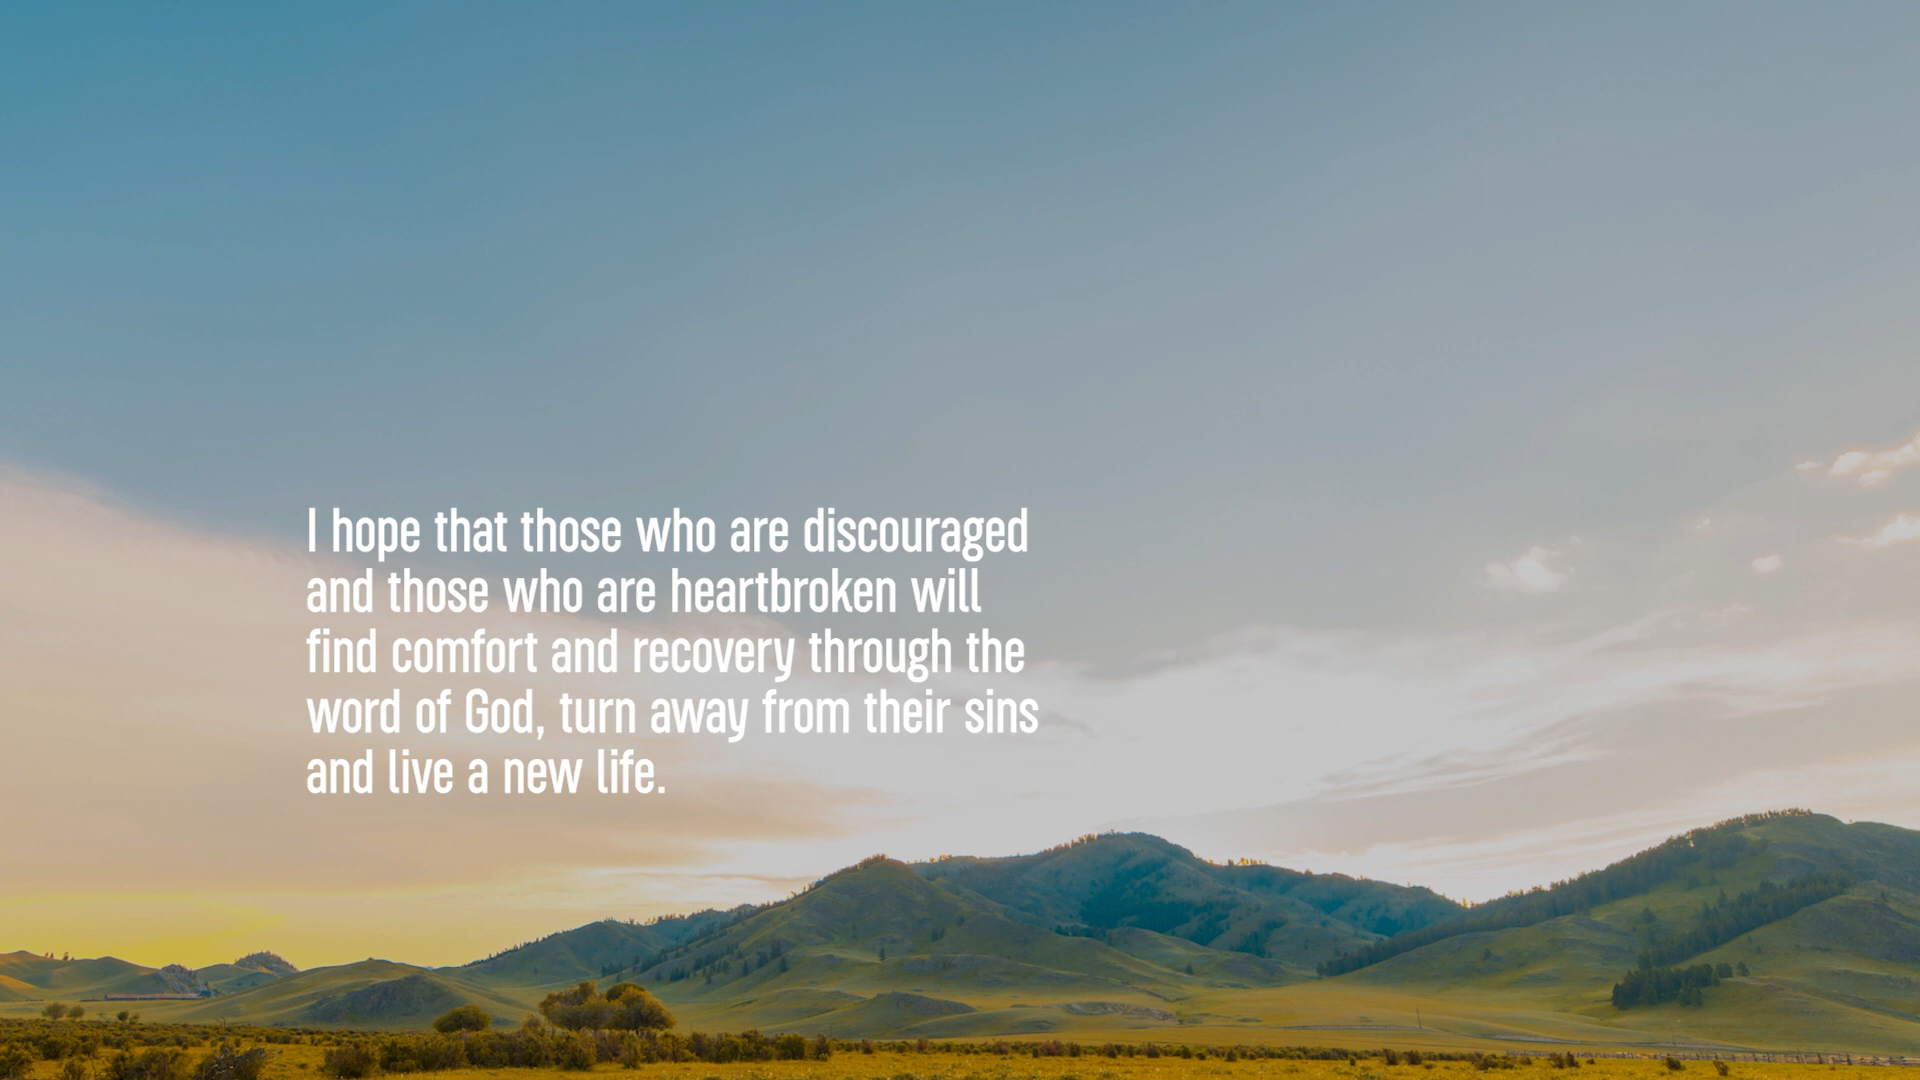 I hope that those who are discouraged
and those who are heartbroken will
find comfort and recovery through the
word of God, turn away from their sins
and live a new life.